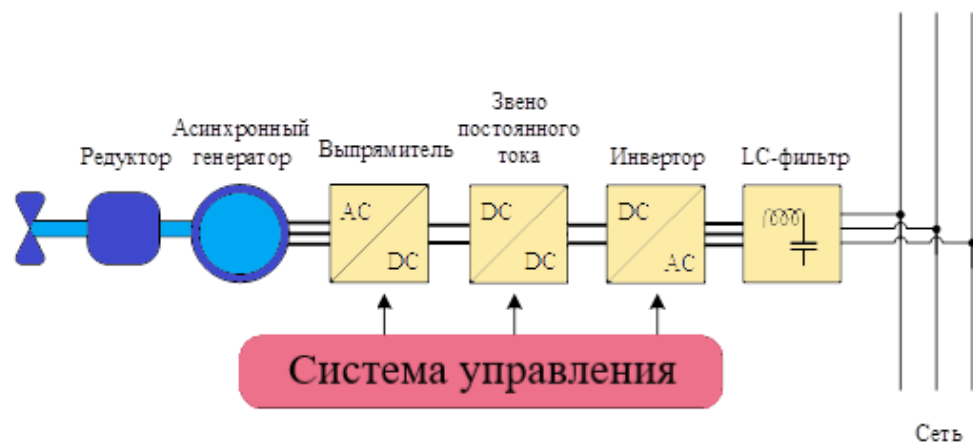 Звено
постоянного
тока
Асинхронный
генератор
Редуктор
Выпрямитель
Инвертор
LC-фильтр
AC
DC
DC
DC
DC
AC
Система управления
Сеть